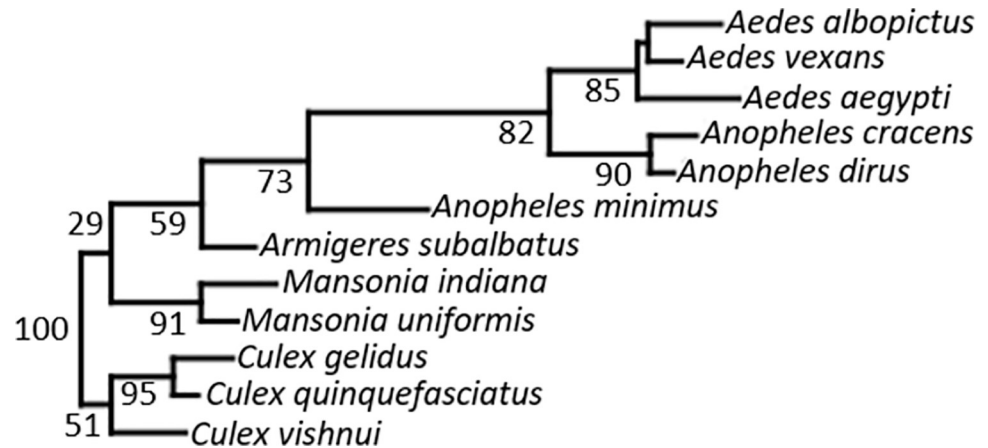 Aedes albopictus
Aedes vexans
85
Aedes aegypti
82
Anopheles cracens
90
Anopheles dirus
73
Anopheles minimus
29
59
Armigeres subalbatus
Mansonia indiana
100
91
Mansonia uniformis
Culex gelidus
95
Culex quinquefasciatus
51
Culex vishnui